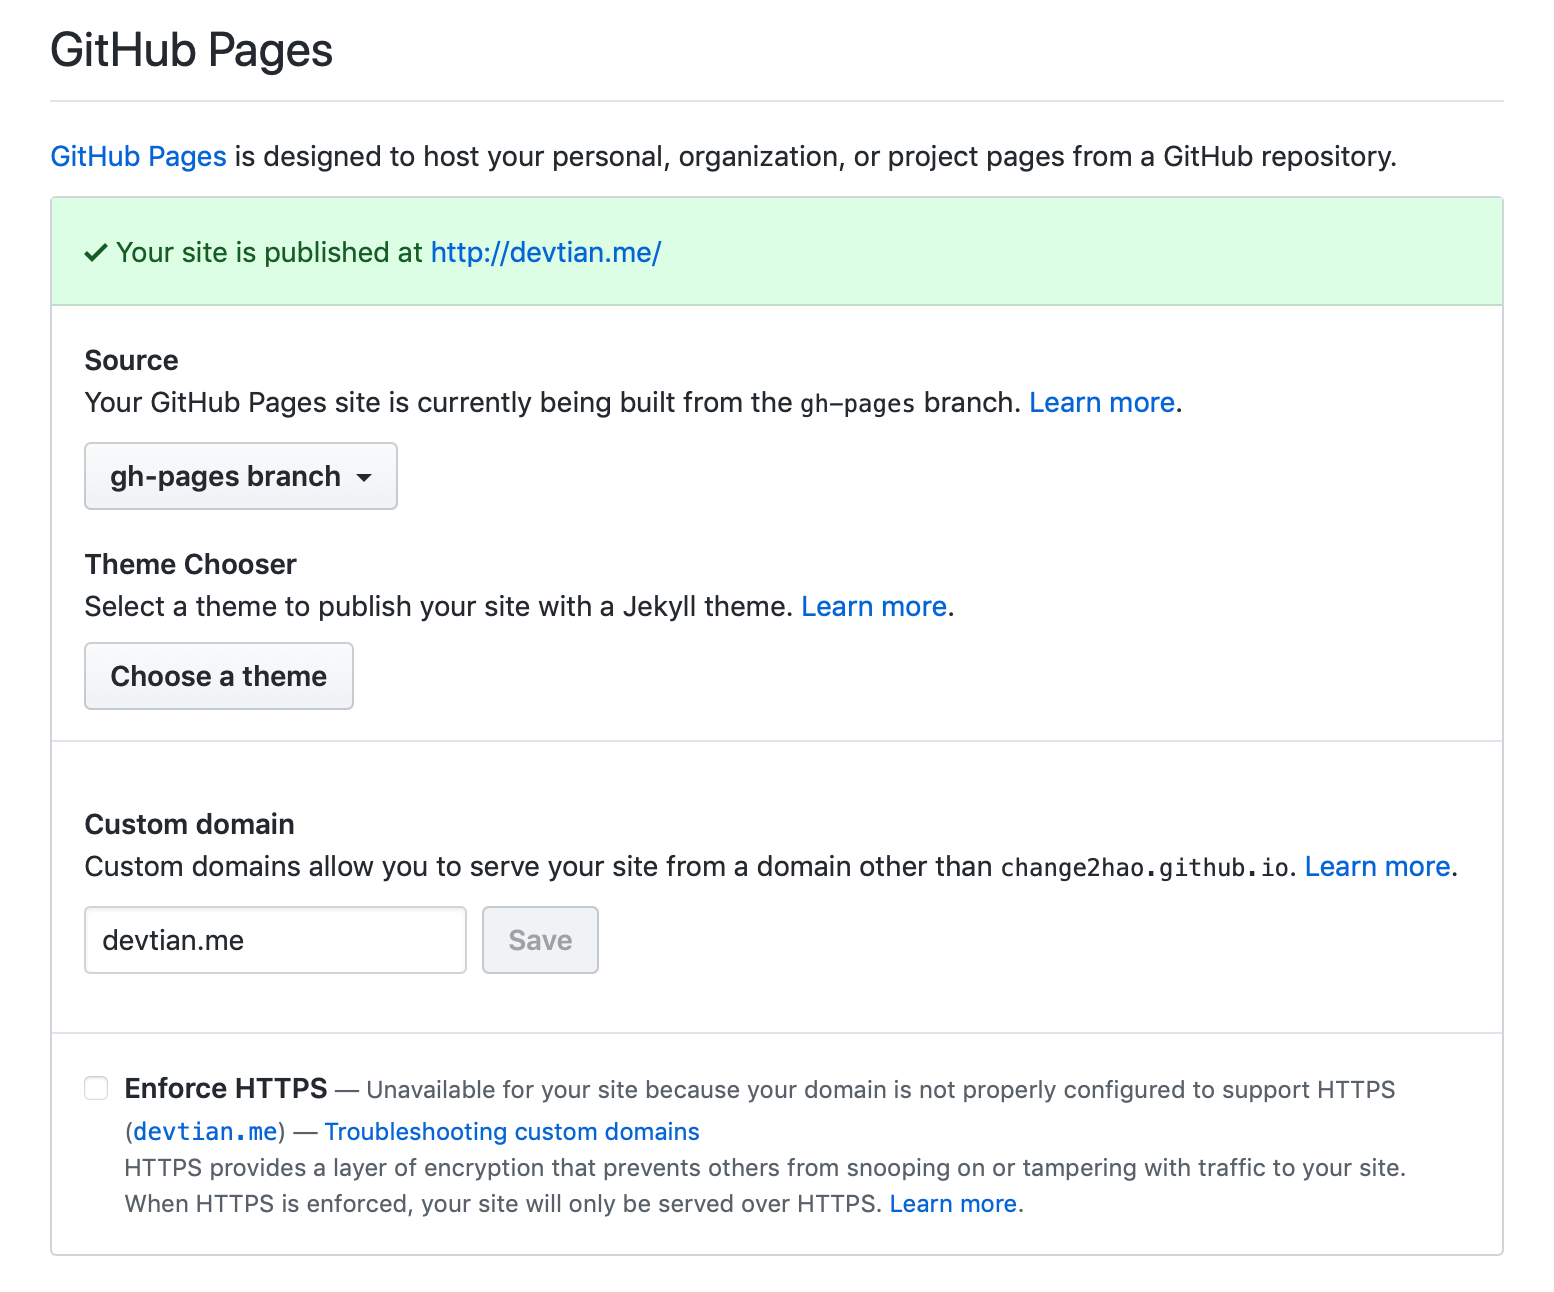 GitHub Pages
GitHub Pages is designed to host your personal, organization, or project pages from a GitHub repository.
Your site is published at http://devtian.me/
Source
Your GitHub Pages site is currently being built from the gh-pages branch. Learn more.
gh-pages branch
Theme Chooser
Select a theme to publish your site with a Jekyll theme. Learn more.
Choose a theme
Custom domain
Custom domains allow you to serve your site from a domain other than change2hao.github.io. Learn more.
devtian.me Save
Enforce HTTPS — Unavailable for your site because your domain is not properly configured to support HTTPS
(devtian.me) — Troubleshooting custom domains
HTTPS provides a layer of encryption that prevents others from snooping on or tampering with traffic to your site.
When HTTPS is enforced, your site will only be served over HTTPS. Learn more.